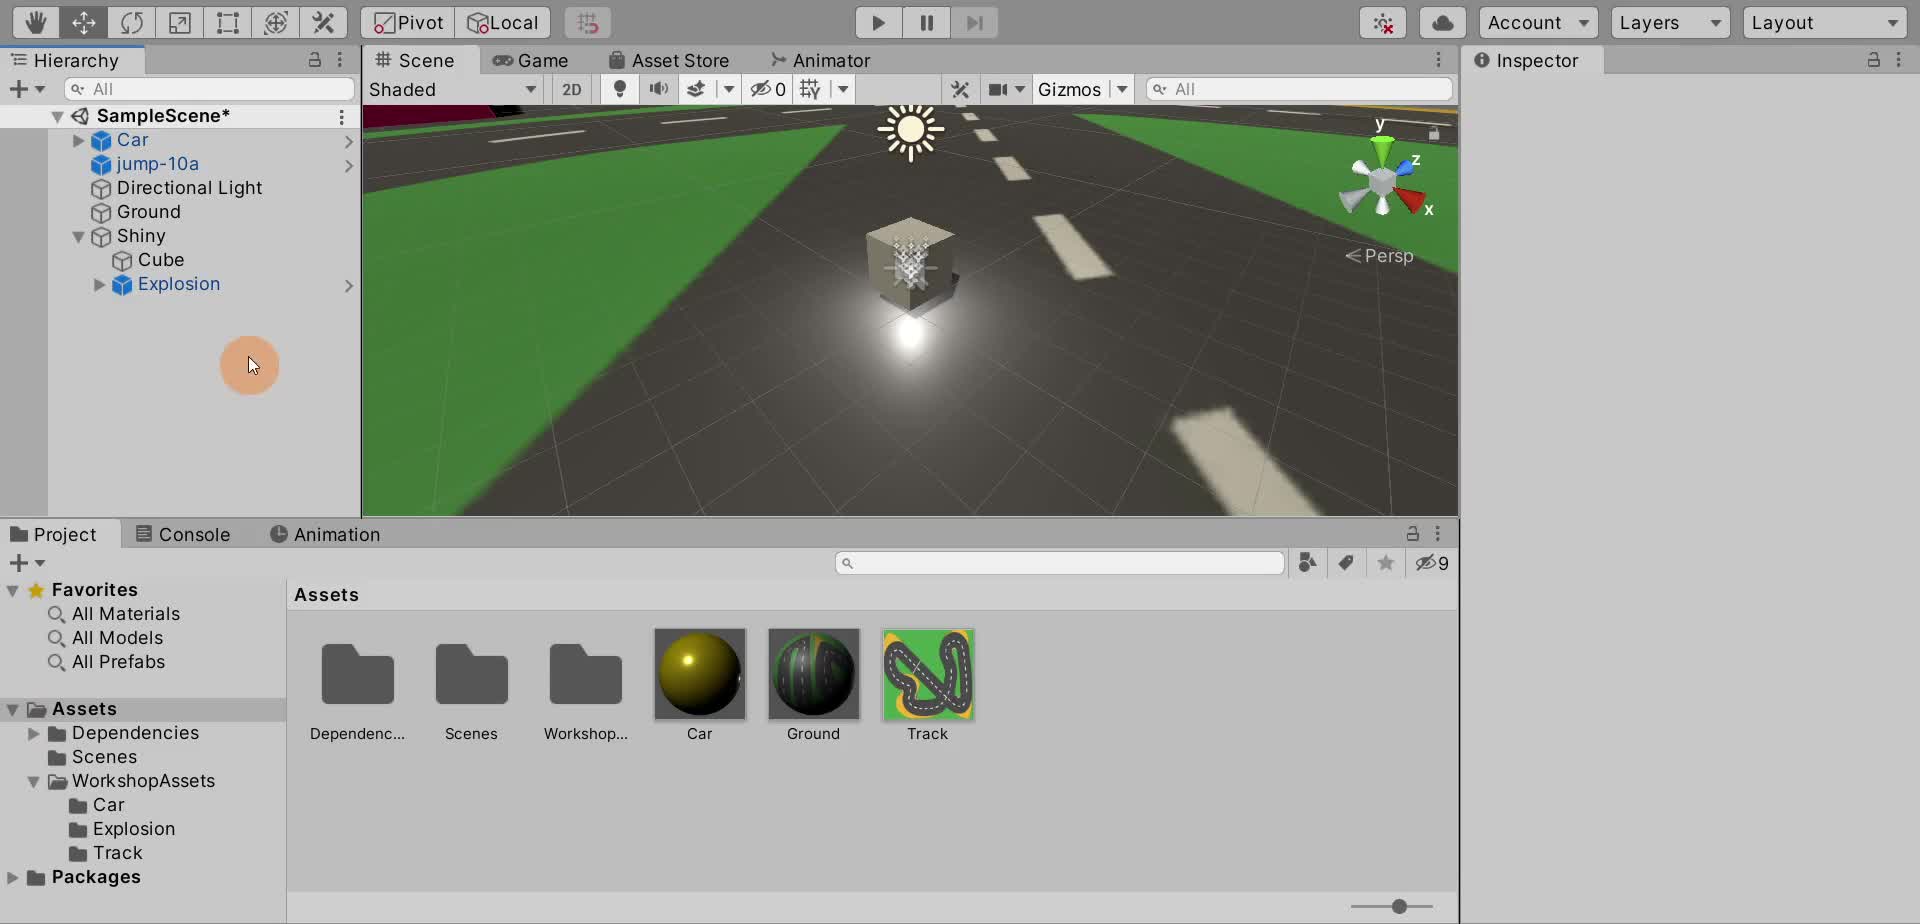 Pivot Local Account Layers Layout
Hierarchy Scene Game Asset Store Animator Inspector
All Shaded 2D 0 Gizmos All
SampleScene*
Car
jump-10a
Directional Light
Ground
Shiny
Cube
Explosion
y
z
x
Persp
Project Console Animation
9
Favorites
All Materials
All Models
All Prefabs
Assets
Dependencies
Scenes
WorkshopAssets
Car
Explosion
Track
Packages
Assets
Dependenc... Scenes Workshop... Car Ground Track